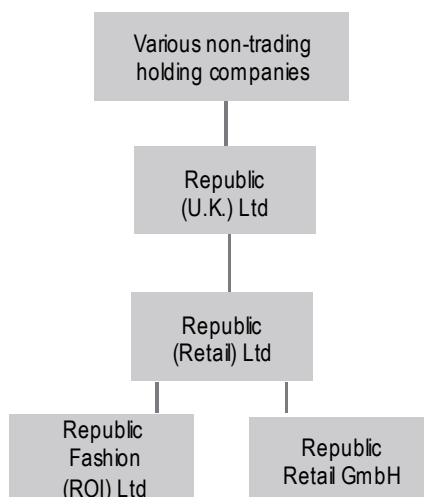 Various non-trading
holding companies
Republic
(U.K.) Ltd
Republic
(Retail) Ltd
Republic
Fashion
(ROI) Ltd
Republic
Retail GmbH